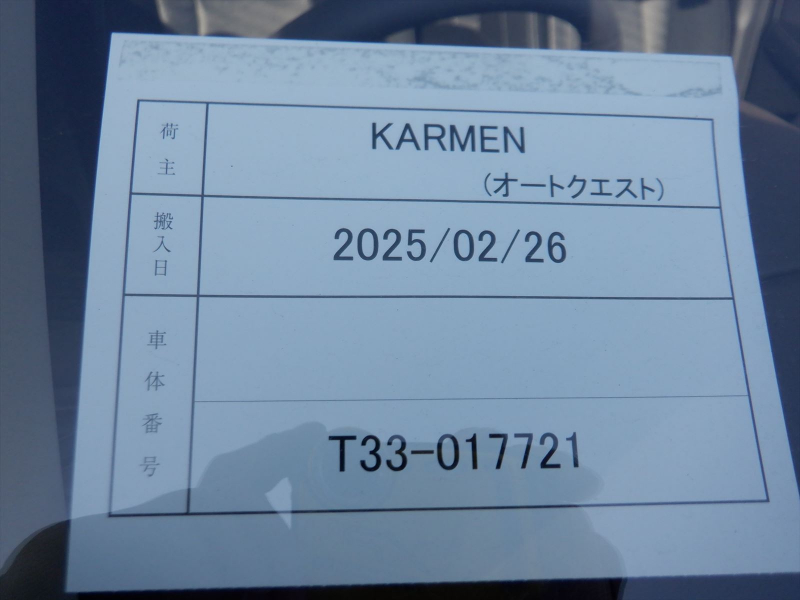 荷主
KARMEN
(オートクエスト)
搬入日
2025/02/26
車体番号
T33-017721